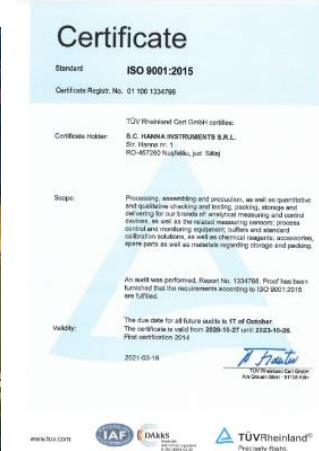 Certificate
Standard ISO 9001:2015
Certificate Registr. No. 01 100 1334798
TÜV Rheinland Cert GmbH certifies:
Certificate Holder: S.C. HANNA INSTRUMENTS S.R.L.
Str. Hanna nr. 1
RO-457260 Nuşfalău, jud. Sălaj
Scope: Processing, assembling and production, as well as quantitative
and qualitative checking and testing, packing, storage and
delivering for our brands of: analytical measuring and control
devices, as well as the related measuring sensors; process
control and monitoring equipment; buffers and standard
calibration solutions, as well as chemical reagents; accessories,
spare parts as well as materials regarding storage and packing.
An audit was performed, Report No. 1334798. Proof has been
furnished that the requirements according to ISO 9001:2015
are fulfilled.
Validity: The due date for all future audits is 17 of October.
The certificate is valid from 2020-10-27 until 2023-10-26.
First certification 2014
2021-03-16
TÜV Rheinland Cert GmbH
Am Grauen Stein · 51105 Köln
www.tuv.com
IAF
DAkkS
TÜVRheinland®
Precisely Right.